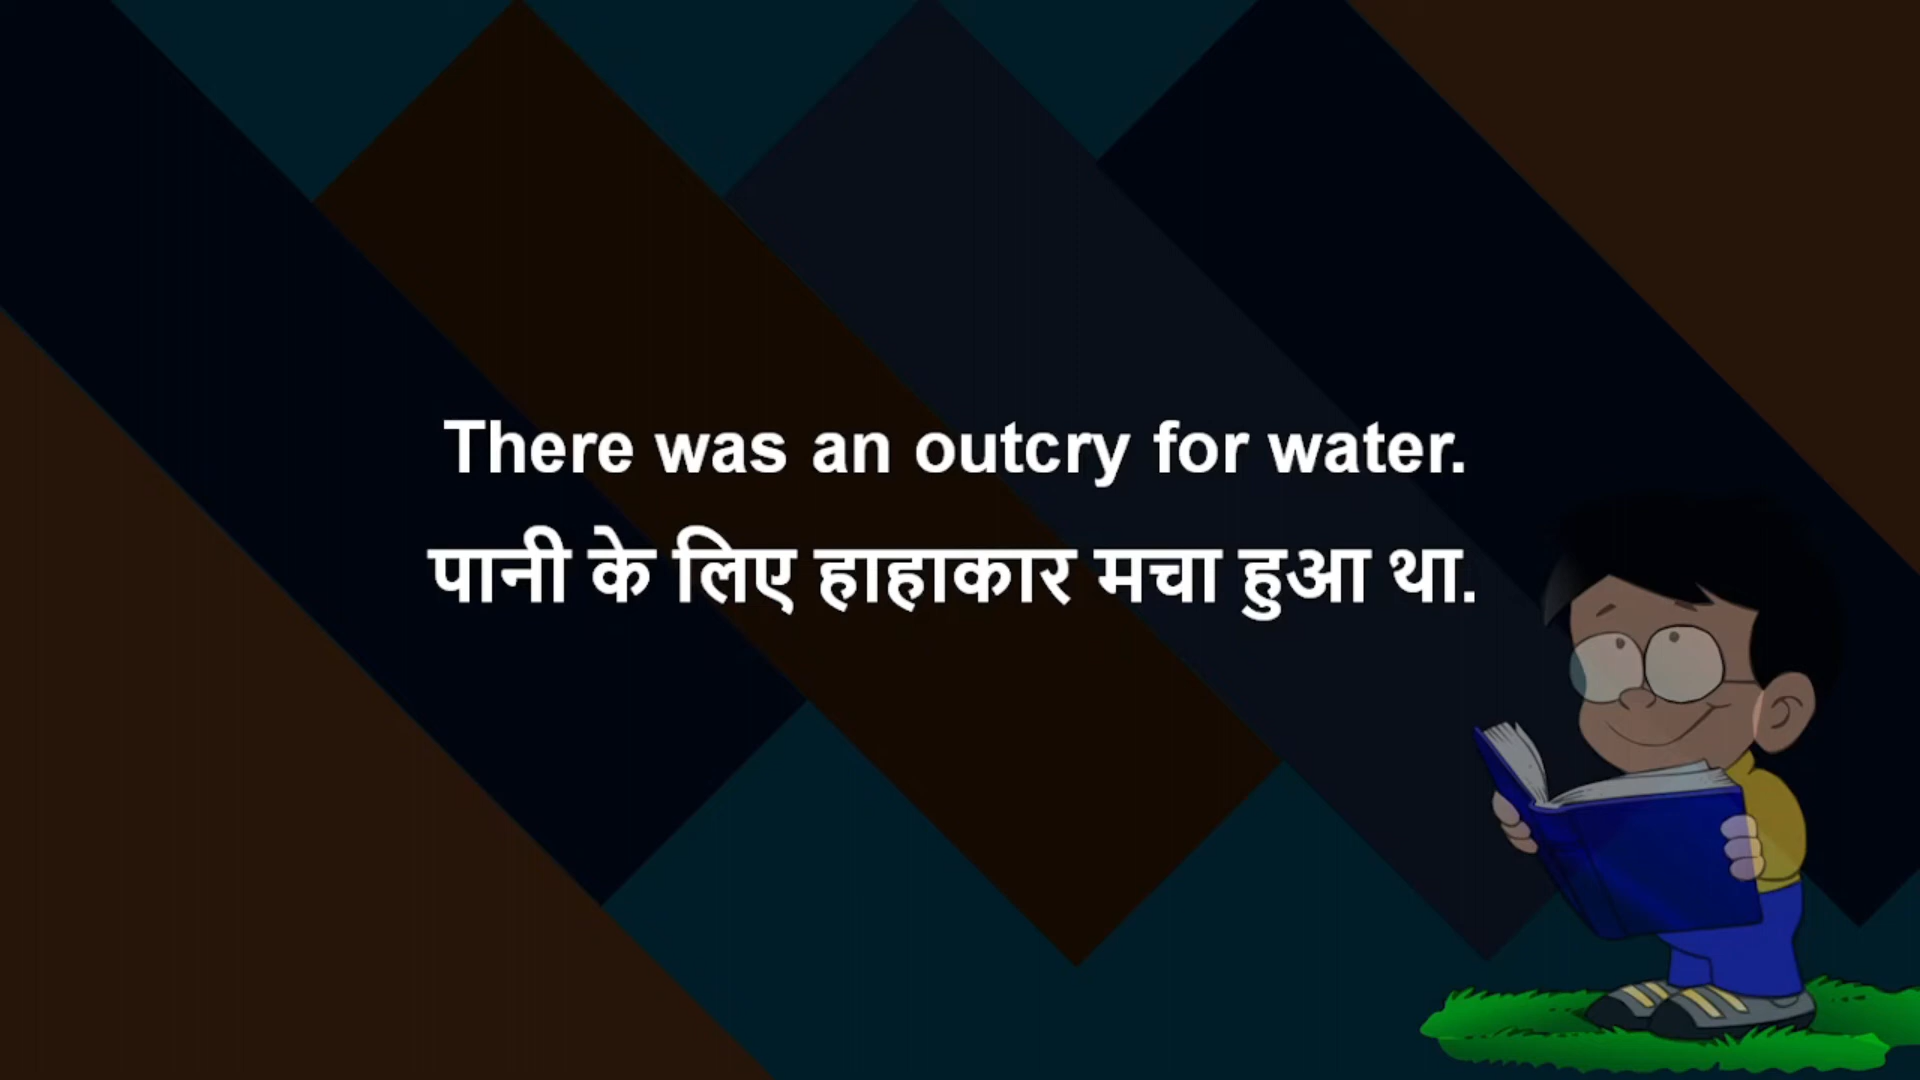 There was an outcry for water.
पानी के लिए हाहाकार मचा हुआ था.